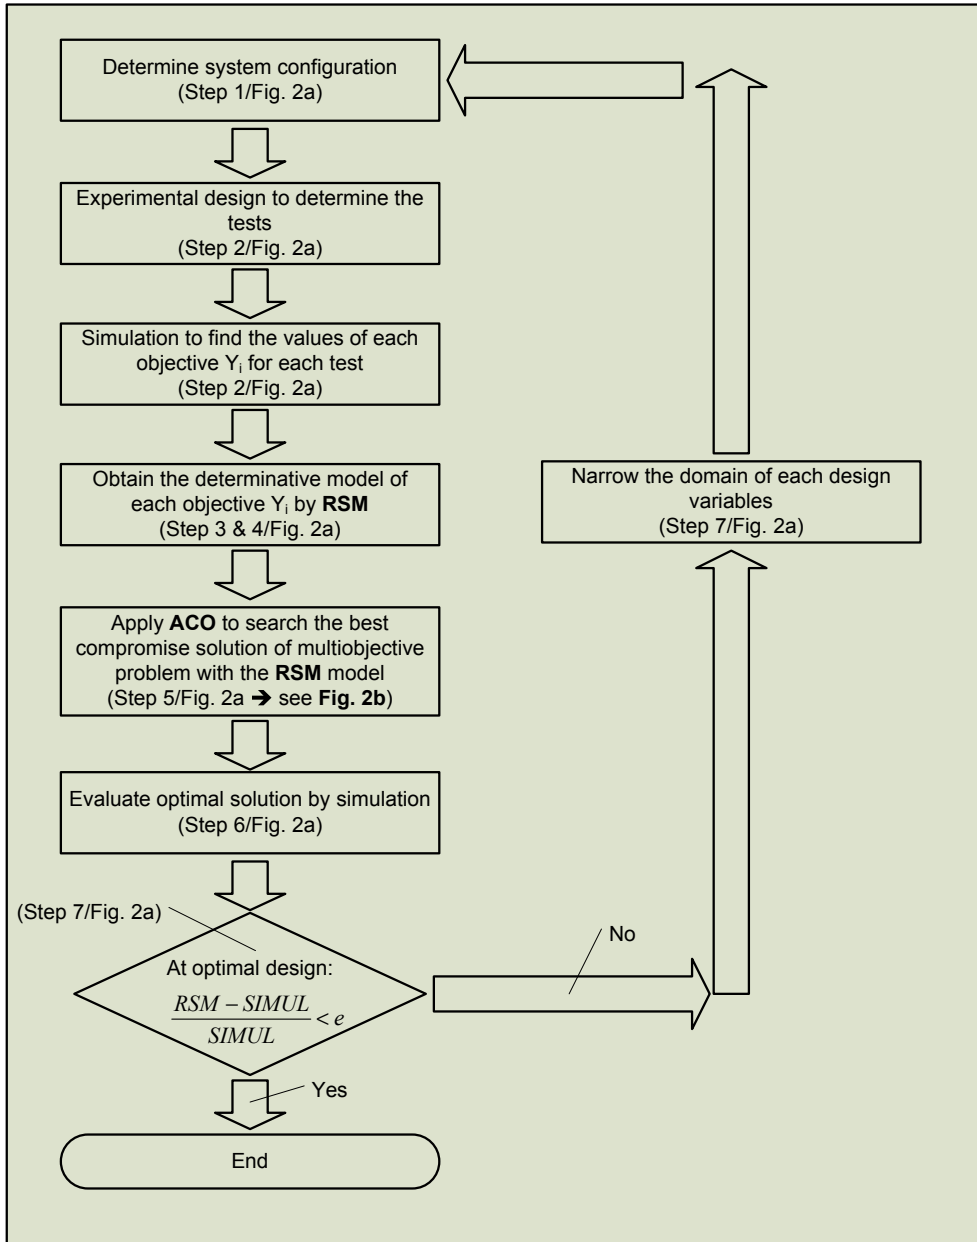 Determine system configuration
(Step 1/Fig. 2a)
Experimental design to determine the
tests
(Step 2/Fig. 2a)
Simulation to find the values of each
objective Yi for each test
(Step 2/Fig. 2a)
Obtain the determinative model of
each objective Yi by RSM
(Step 3 & 4/Fig. 2a)
Apply ACO to search the best
compromise solution of multiobjective
problem with the RSM model
(Step 5/Fig. 2a ➔ see Fig. 2b)
Evaluate optimal solution by simulation
(Step 6/Fig. 2a)
(Step 7/Fig. 2a)
At optimal design:
RSM – SIMUL
SIMUL
< e
Yes
End
No
Narrow the domain of each design
variables
(Step 7/Fig. 2a)